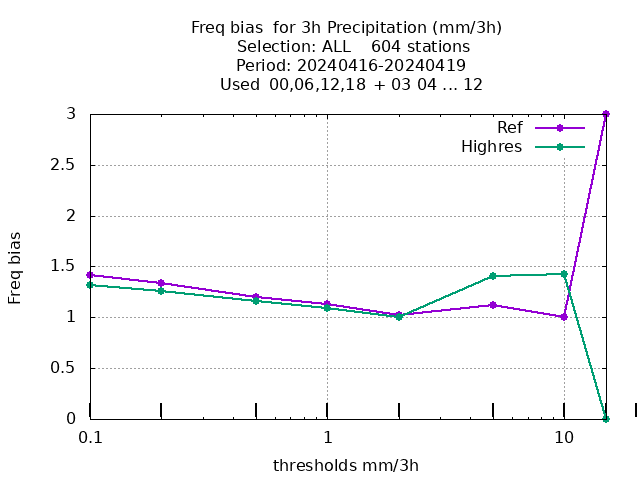 Freq bias  for 3h Precipitation (mm/3h)
Selection: ALL    604 stations
Period: 20240416-20240419
Used  00,06,12,18  + 03 04 ... 12
Ref
Highres
3
2.5
2
1.5
1
0.5
0
Freq bias
0.1
1
10
thresholds mm/3h